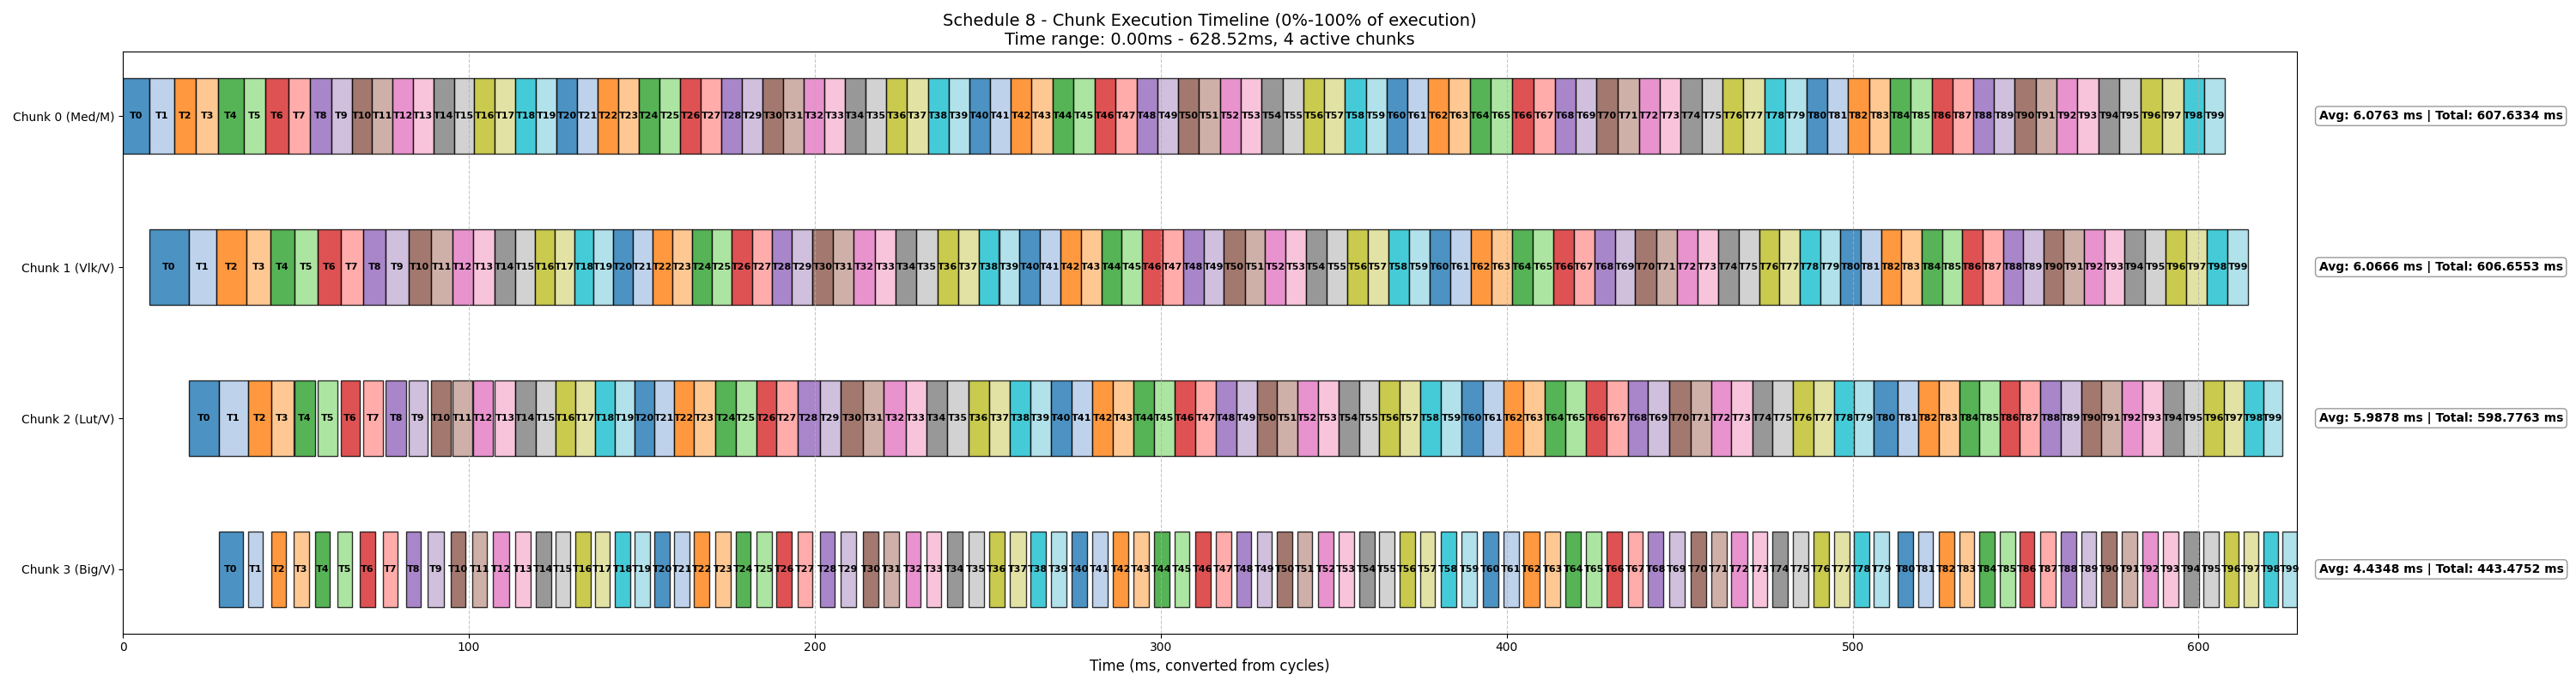 Schedule 8 - Chunk Execution Timeline (0%-100% of execution)
Time range: 0.00ms - 628.52ms, 4 active chunks
Chunk 0 (Med/M) T0 T1 T2 T3 T4 T5 T6 T7 T8 T9 T10 T11 T12 T13 T14 T15 T16 T17 T18 T19 T20 T21 T22 T23 T24 T25 T26 T27 T28 T29 T30 T31 T32 T33 T34 T35 T36 T37 T38 T39 T40 T41 T42 T43 T44 T45 T46 T47 T48 T49 T50 T51 T52 T53 T54 T55 T56 T57 T58 T59 T60 T61 T62 T63 T64 T65 T66 T67 T68 T69 T70 T71 T72 T73 T74 T75 T76 T77 T78 T79 T80 T81 T82 T83 T84 T85 T86 T87 T88 T89 T90 T91 T92 T93 T94 T95 T96 T97 T98 T99 Avg: 6.0763 ms | Total: 607.6334 ms
Chunk 1 (Vlk/V) T0 T1 T2 T3 T4 T5 T6 T7 T8 T9 T10 T11 T12 T13 T14 T15 T16 T17 T18 T19 T20 T21 T22 T23 T24 T25 T26 T27 T28 T29 T30 T31 T32 T33 T34 T35 T36 T37 T38 T39 T40 T41 T42 T43 T44 T45 T46 T47 T48 T49 T50 T51 T52 T53 T54 T55 T56 T57 T58 T59 T60 T61 T62 T63 T64 T65 T66 T67 T68 T69 T70 T71 T72 T73 T74 T75 T76 T77 T78 T79 T80 T81 T82 T83 T84 T85 T86 T87 T88 T89 T90 T91 T92 T93 T94 T95 T96 T97 T98 T99 Avg: 6.0666 ms | Total: 606.6553 ms
Chunk 2 (Lut/V) T0 T1 T2 T3 T4 T5 T6 T7 T8 T9 T10 T11 T12 T13 T14 T15 T16 T17 T18 T19 T20 T21 T22 T23 T24 T25 T26 T27 T28 T29 T30 T31 T32 T33 T34 T35 T36 T37 T38 T39 T40 T41 T42 T43 T44 T45 T46 T47 T48 T49 T50 T51 T52 T53 T54 T55 T56 T57 T58 T59 T60 T61 T62 T63 T64 T65 T66 T67 T68 T69 T70 T71 T72 T73 T74 T75 T76 T77 T78 T79 T80 T81 T82 T83 T84 T85 T86 T87 T88 T89 T90 T91 T92 T93 T94 T95 T96 T97 T98 T99 Avg: 5.9878 ms | Total: 598.7763 ms
Chunk 3 (Big/V) T0 T1 T2 T3 T4 T5 T6 T7 T8 T9 T10 T11 T12 T13 T14 T15 T16 T17 T18 T19 T20 T21 T22 T23 T24 T25 T26 T27 T28 T29 T30 T31 T32 T33 T34 T35 T36 T37 T38 T39 T40 T41 T42 T43 T44 T45 T46 T47 T48 T49 T50 T51 T52 T53 T54 T55 T56 T57 T58 T59 T60 T61 T62 T63 T64 T65 T66 T67 T68 T69 T70 T71 T72 T73 T74 T75 T76 T77 T78 T79 T80 T81 T82 T83 T84 T85 T86 T87 T88 T89 T90 T91 T92 T93 T94 T95 T96 T97 T98 T99 Avg: 4.4348 ms | Total: 443.4752 ms
0 100 200 300 400 500 600
Time (ms, converted from cycles)